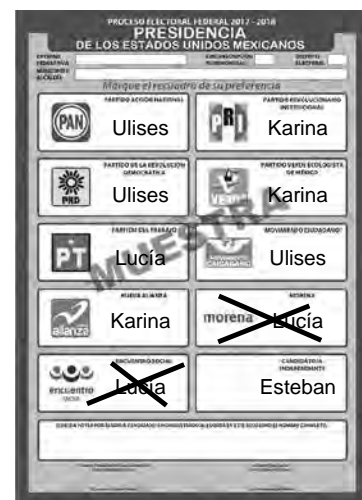 PROCESO ELECTORAL FEDERAL 2017 - 2018
PRESIDENCIA
DE LOS ESTADOS UNIDOS MEXICANOS
Marque el recuadro de su preferencia
PARTIDO ACCIÓN NACIONAL
PAN
Ulises
PARTIDO REVOLUCIONARIO
INSTITUCIONAL
PRI
Karina
PARTIDO DE LA REVOLUCIÓN
DEMOCRÁTICA
PRD
Ulises
PARTIDO VERDE ECOLOGISTA
DE MÉXICO
VERDE
Karina
PARTIDO DEL TRABAJO
PT
Lucía
MOVIMIENTO CIUDADANO
MOVIMIENTO
CIUDADANO
Ulises
NUEVA ALIANZA
alianza
Karina
MORENA
morena
Lucía
ENCUENTRO SOCIAL
encuentro
social
Lucía
CANDIDATO/A
INDEPENDIENTE
Esteban
MUESTRA